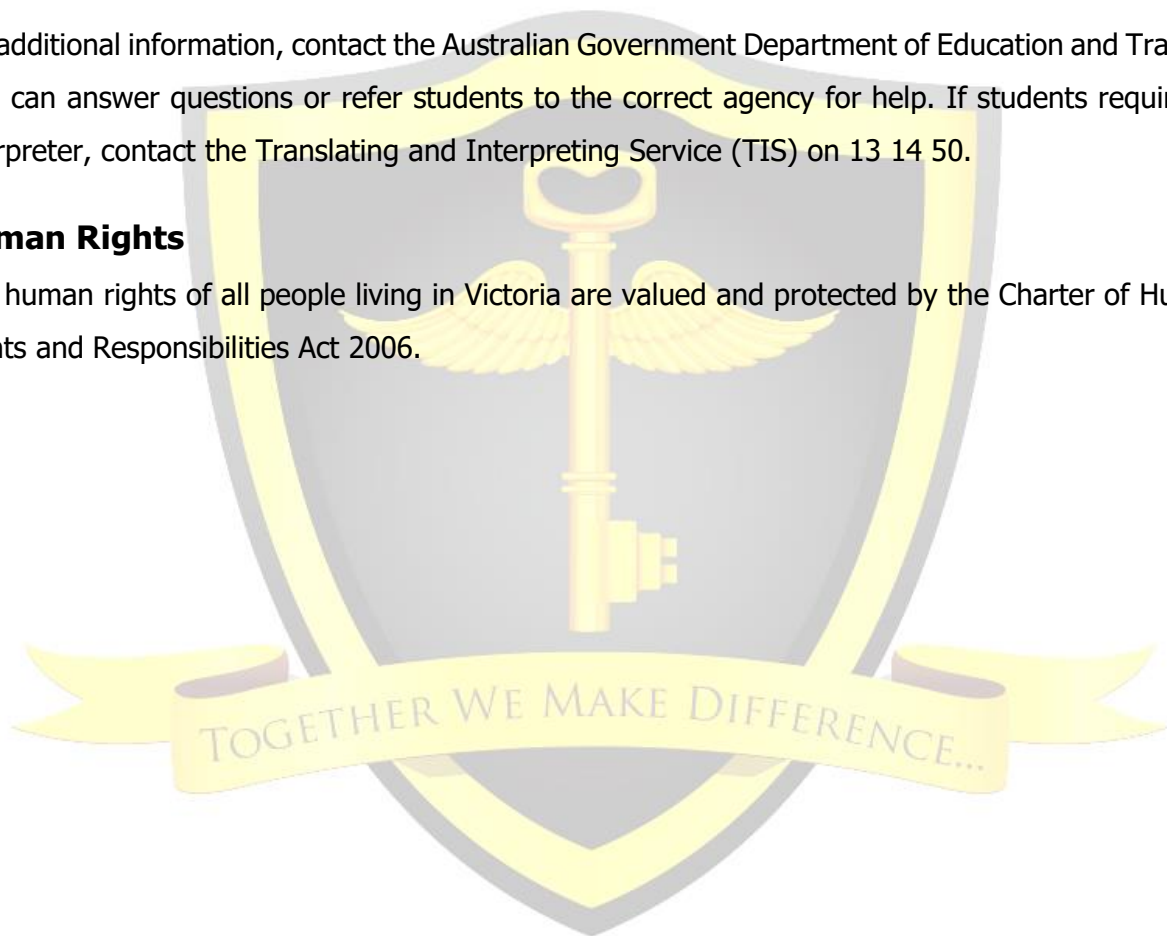 additional information, contact the Australian Government Department of Education and Tra
can answer questions or refer students to the correct agency for help. If students requir
rpreter, contact the Translating and Interpreting Service (TIS) on 13 14 50.
man Rights
human rights of all people living in Victoria are valued and protected by the Charter of Hu
ts and Responsibilities Act 2006.
TOGETHER WE MAKE DIFFERENCE...